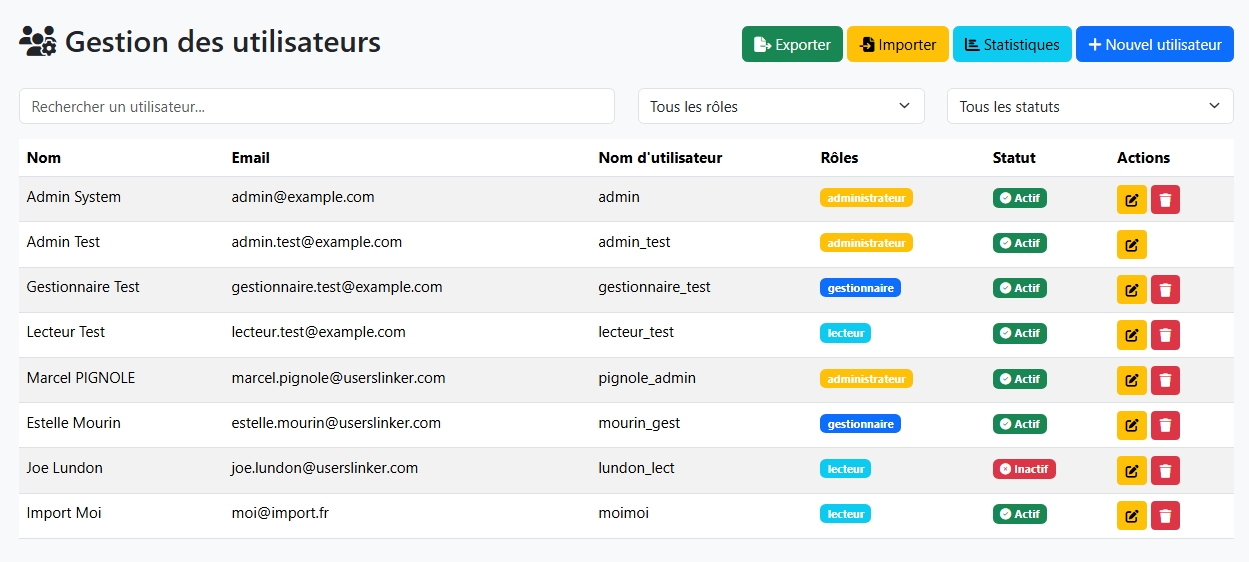 Gestion des utilisateurs
Exporter Importer Statistiques Nouvel utilisateur
Rechercher un utilisateur... Tous les rôles Tous les statuts
Nom Email Nom d'utilisateur Rôles Statut Actions
Admin System admin@example.com admin administrateur Actif
Admin Test admin.test@example.com admin_test administrateur Actif
Gestionnaire Test gestionnaire.test@example.com gestionnaire_test gestionnaire Actif
Lecteur Test lecteur.test@example.com lecteur_test lecteur Actif
Marcel PIGNOLE marcel.pignole@userslinker.com pignole_admin administrateur Actif
Estelle Mourin estelle.mourin@userslinker.com mourin_gest gestionnaire Actif
Joe Lundon joe.lundon@userslinker.com lundon_lect lecteur Inactif
Import Moi moi@import.fr moimoi lecteur Actif